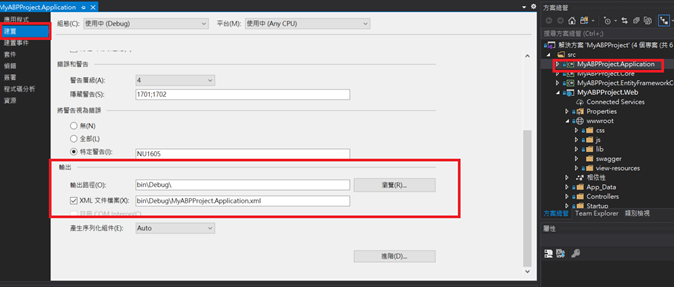 MyABPProject.Application
應用程式
建置
建置事件
套件
偵錯
簽署
程式碼分析
資源
組態(C): 使用中 (Debug)
平台(M): 使用中 (Any CPU)
錯誤和警告
警告層級(A): 4
隱藏警告(S): 1701;1702
將警告視為錯誤
無(N)
全部(L)
特定警告(I): NU1605
輸出
輸出路徑(O): bin\Debug\
瀏覽(R)...
XML 文件檔案(X): bin\Debug\MyABPProject.Application.xml
產生序列化組件(E): Auto
進階(D)...
方案總管
搜尋方案總管 (Ctrl+;)
解決方案 'MyABPProject' (4 個專案 (共 6
src
MyABPProject.Application
MyABPProject.Core
MyABPProject.EntityFrameworkC
MyABPProject.Web
Connected Services
Properties
wwwroot
css
js
lib
swagger
view-resources
相依性
App_Data
Controllers
Startup
方案總管 Team Explorer 類別檢視
屬性